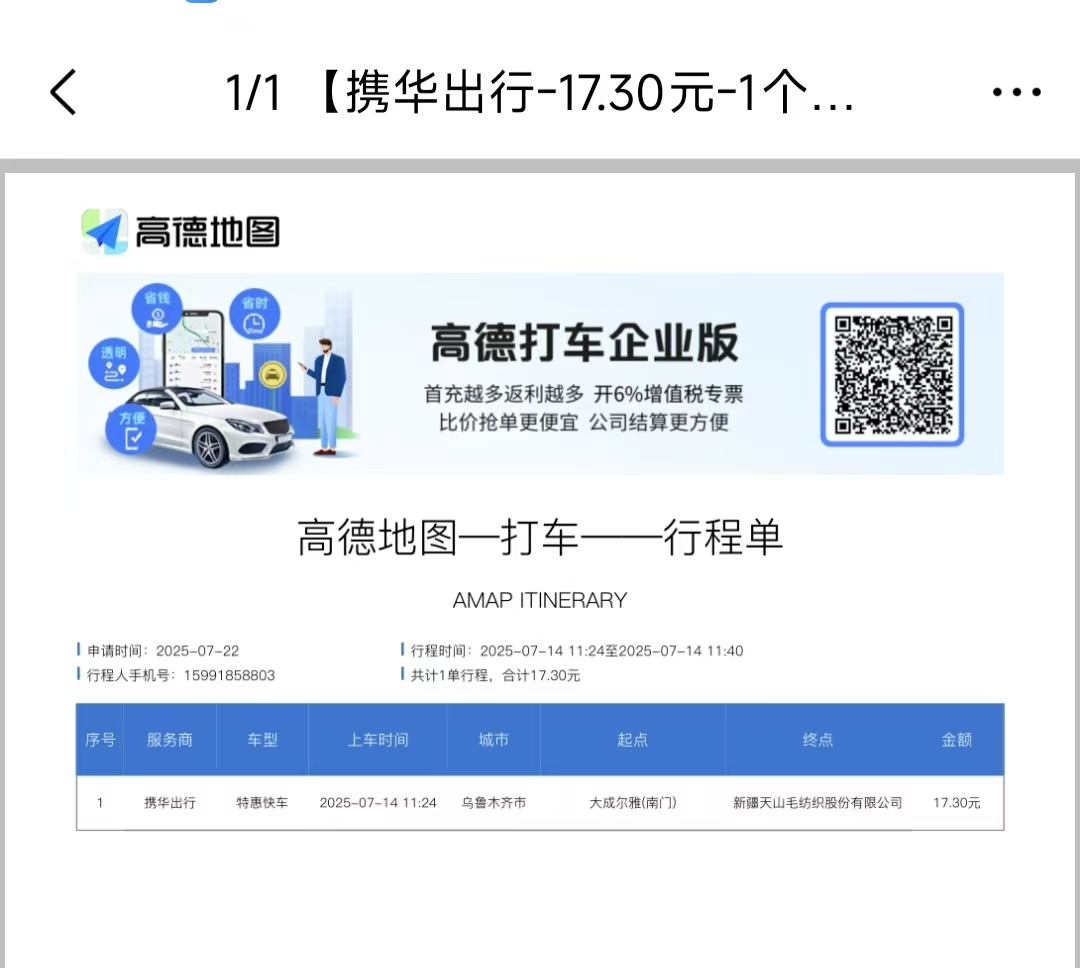 1/1 【携华出行-17.30元-1个...
高德地图
省钱
省时
透明
方便
高德打车企业版
首充越多返利越多 开6%增值税专票
比价抢单更便宜 公司结算更方便
高德地图—打车——行程单
AMAP ITINERARY
申请时间：2025-07-22 行程时间：2025-07-14 11:24至2025-07-14 11:40
行程人手机号：15991858803 共计1单行程，合计17.30元
序号 服务商 车型 上车时间 城市 起点 终点 金额
1 携华出行 特惠快车 2025-07-14 11:24 乌鲁木齐市 大成尔雅(南门) 新疆天山毛纺织股份有限公司 17.30元